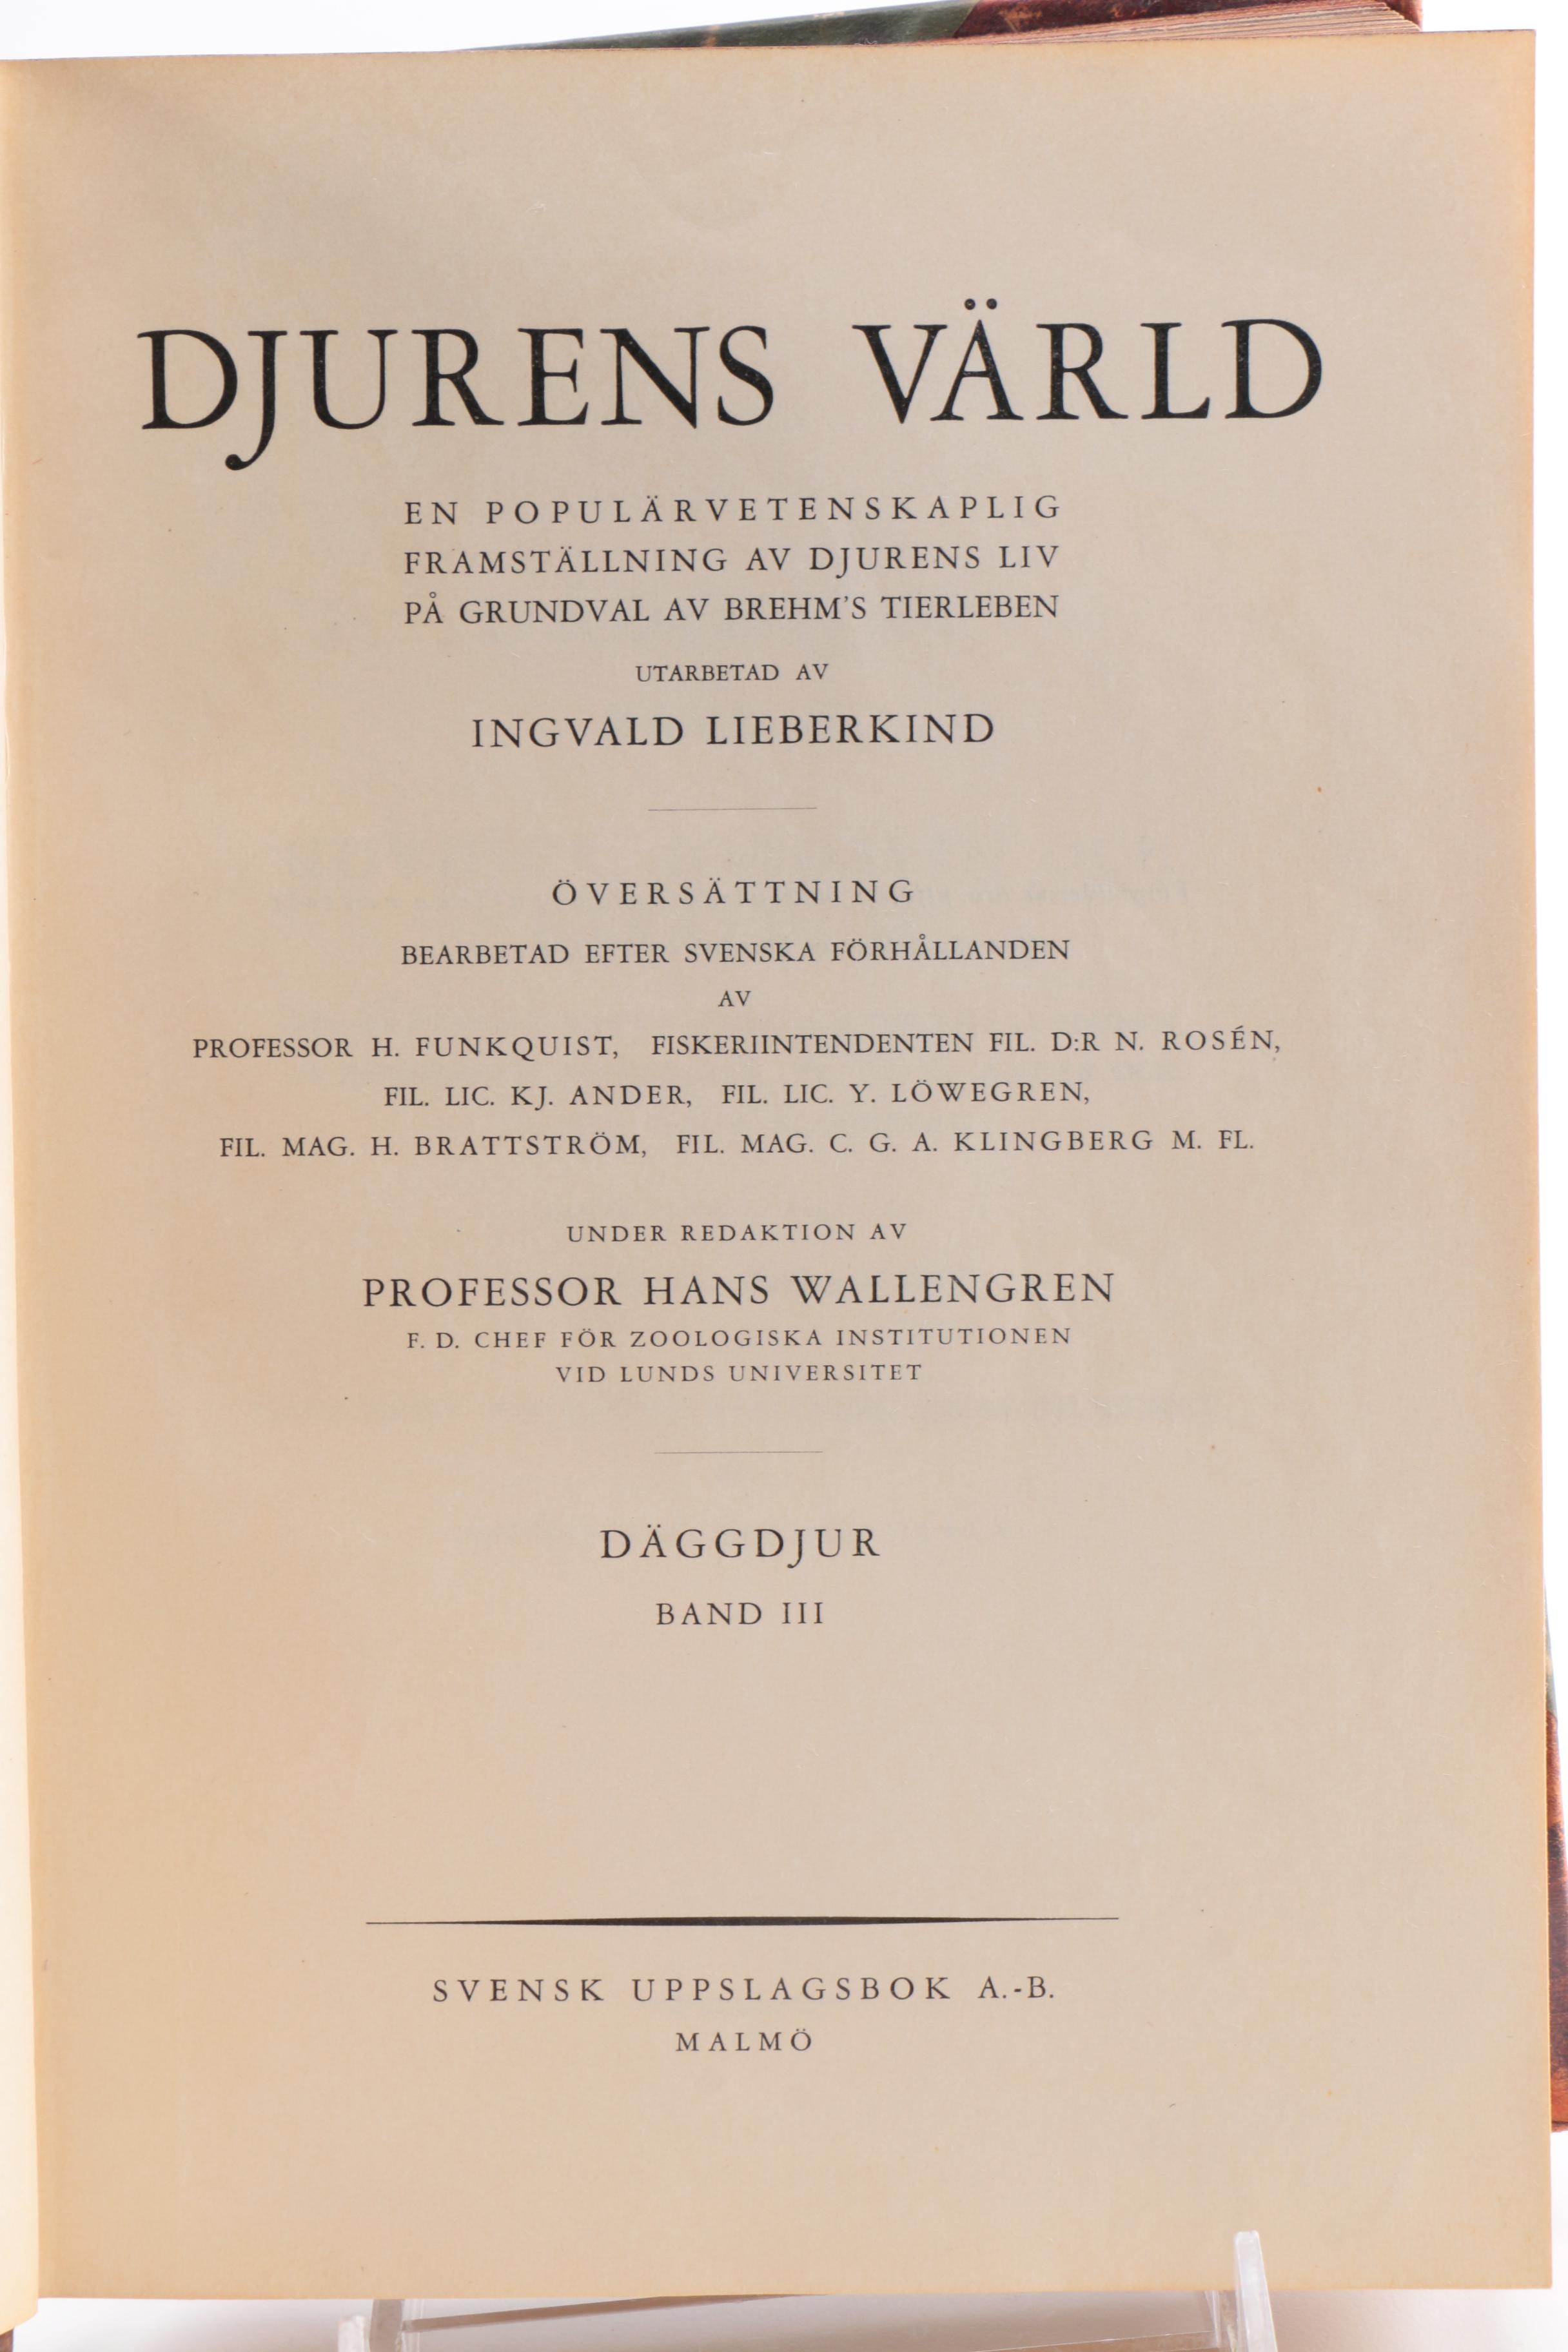 DJURENS VÄRLD
EN POPULÄRVETENSKAPLIG
FRAMSTÄLLNING AV DJURENS LIV
PÅ GRUNDVAL AV BREHM'S TIERLEBEN
UTARBETAD AV
INGVALD LIEBERKIND
ÖVERSÄTTNING
BEARBETAD EFTER SVENSKA FÖRHÅLLANDEN
AV
PROFESSOR H. FUNKQUIST, FISKERIINTENDENTEN FIL. D:R N. ROSÉN,
FIL. LIC. KJ. ANDER, FIL. LIC. Y. LÖWEGREN,
FIL. MAG. H. BRATTSTRÖM, FIL. MAG. C. G. A. KLINGBERG M. FL.
UNDER REDAKTION AV
PROFESSOR HANS WALLENGREN
F. D. CHEF FÖR ZOOLOGISKA INSTITUTIONEN
VID LUNDS UNIVERSITET
DÄGGDJUR
BAND III
SVENSK UPPSLAGSBOK A.-B.
MALMÖ